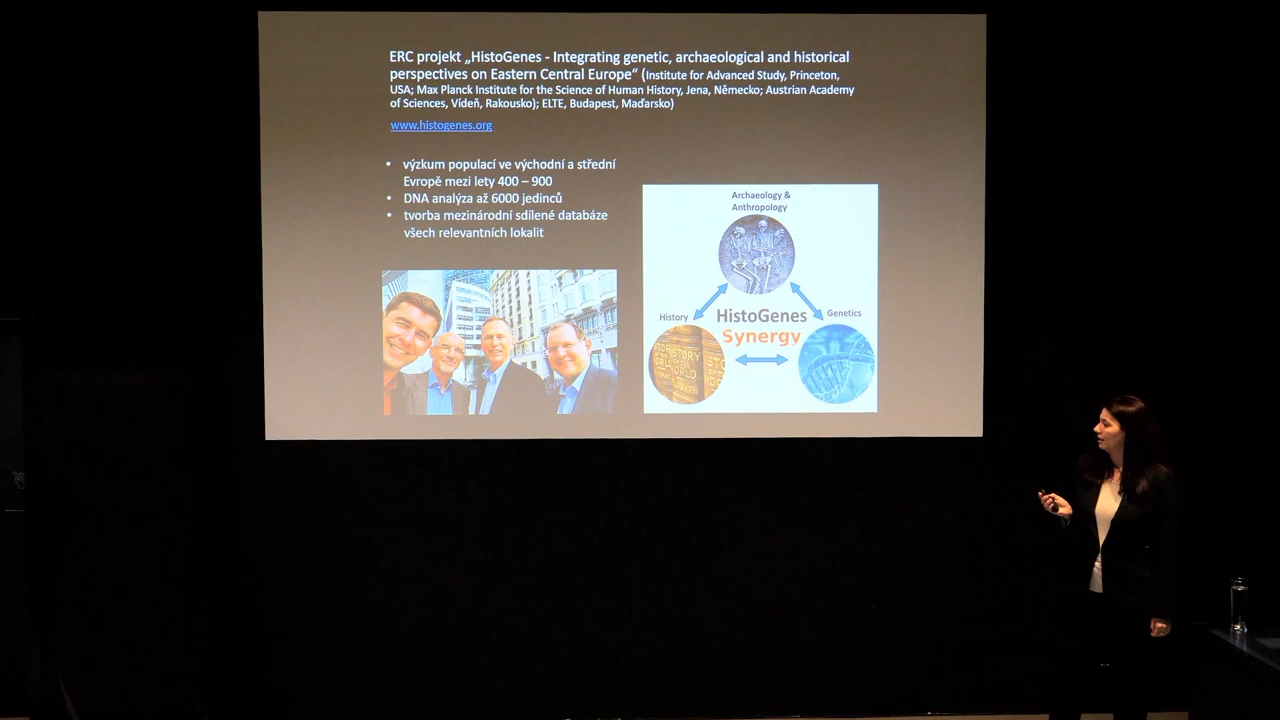 ERC projekt „HistoGenes - Integrating genetic, archaeological and historical
perspectives on Eastern Central Europe“ (Institute for Advanced Study, Princeton,
USA; Max Planck Institute for the Science of Human History, Jena, Německo; Austrian Academy
of Sciences, Vídeň, Rakousko); ELTE, Budapest, Maďarsko)
www.histogenes.org
• výzkum populací ve východní a střední
Evropě mezi lety 400 – 900
• DNA analýza až 6000 jedinců
• tvorba mezinárodní sdílené databáze
všech relevantních lokalit
Archaeology &
Anthropology
History
HistoGenes
Synergy
Genetics
HISTORY
WORLD